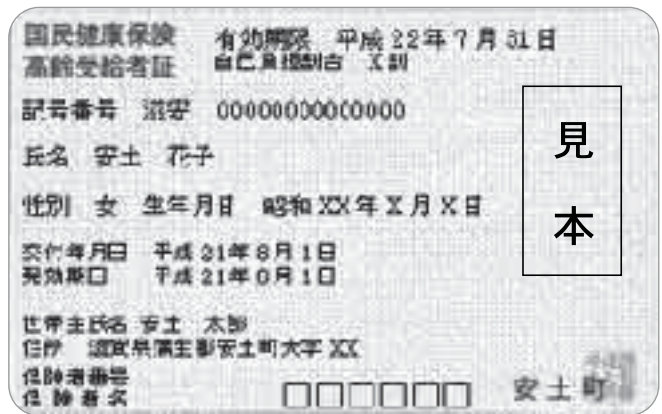 国民健康保険
高齢受給者証
有効期限 平成22年7月31日
自己負担割合 X割
記号番号 滋安 00000000000000
見本
氏名 安土 花子
性別 女 生年月日 昭和XX年X月X日
交付年月日 平成21年8月1日
発効期日 平成21年8月1日
世帯主氏名 安土 太郎
住所 滋賀県蒲生郡安土町大字XX
保険者番号
保険者名 □□□□□□ 安土町